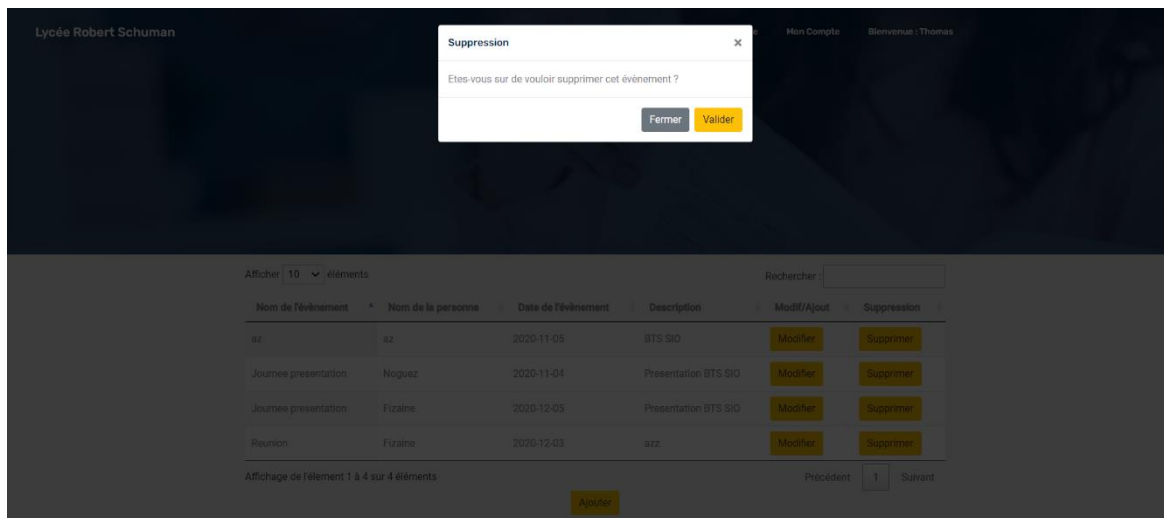 Lycée Robert Schuman
Mon Compte
Bienvenue : Thomas
Suppression ×
Etes-vous sur de vouloir supprimer cet évènement ?
Fermer Valider
Afficher 10 éléments
Rechercher :
Nom de l'évènement Nom de la personne Date de l'évènement Description Modif/Ajout Suppression
az az 2020-11-05 BTS SIO Modifier Supprimer
Journee presentation Noguez 2020-11-04 Presentation BTS SIO Modifier Supprimer
Journee presentation Fizaine 2020-12-05 Presentation BTS SIO Modifier Supprimer
Reunion Fizaine 2020-12-03 azz Modifier Supprimer
Affichage de l'élement 1 à 4 sur 4 éléments
Précédent 1 Suivant
Ajouter